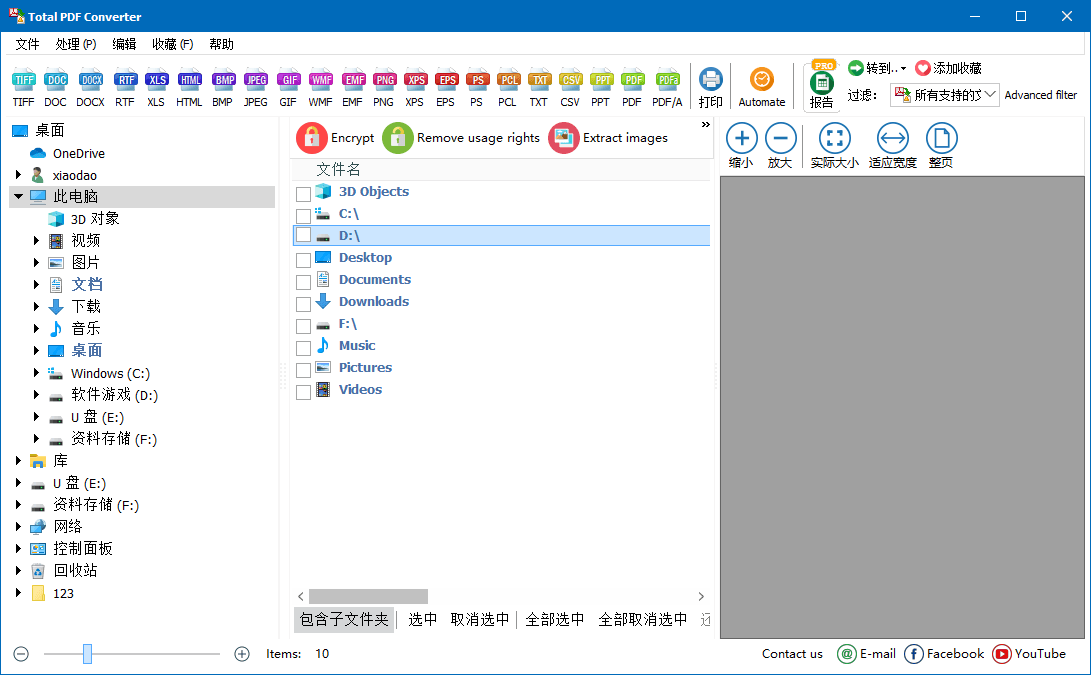 Total PDF Converter
文件 处理 (P) 编辑 收藏 (F) 帮助
TIFF DOC DOCX RTF XLS HTML BMP JPEG GIF WMF EMF PNG XPS EPS PS PCL TXT CSV PPT PDF PDFa
TIFF DOC DOCX RTF XLS HTML BMP JPEG GIF WMF EMF PNG XPS EPS PS PCL TXT CSV PPT PDF PDF/A
打印
Automate
PRO
报告
转到..
添加收藏
过滤：
所有支持的文
Advanced filter
桌面
OneDrive
xiaodao
此电脑
3D 对象
视频
图片
文档
下载
音乐
桌面
Windows (C:)
软件游戏 (D:)
U 盘 (E:)
资料存储 (F:)
库
U 盘 (E:)
资料存储 (F:)
网络
控制面板
回收站
123
Encrypt Remove usage rights Extract images »
文件名
3D Objects
C:\
D:\
Desktop
Documents
Downloads
F:\
Music
Pictures
Videos
包含子文件夹 选中 取消选中 全部选中 全部取消选中
缩小 放大 实际大小 适应宽度 整页
Items: 10
Contact us E-mail Facebook YouTube